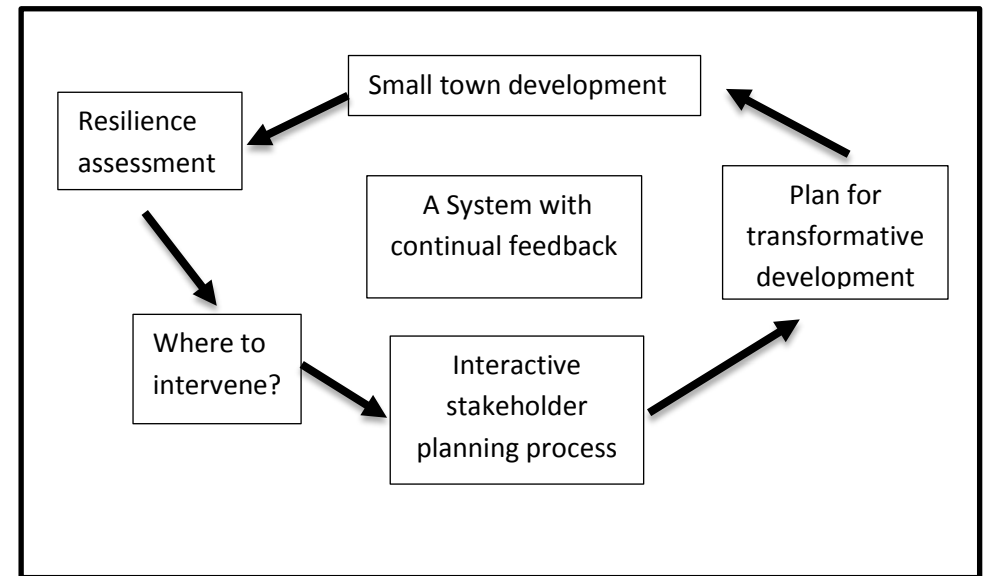 Small town development
Resilience
assessment
A System with
continual feedback
Plan for
transformative
development
Where to
intervene?
Interactive
stakeholder
planning process